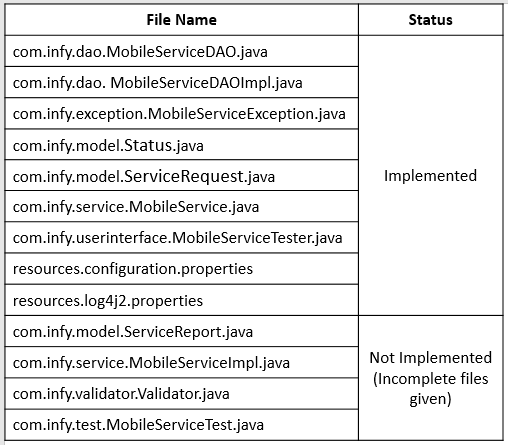 File Name Status
com.infy.dao.MobileServiceDAO.java
com.infy.dao. MobileServiceDAOImpl.java
com.infy.exception.MobileServiceException.java
com.infy.model.Status.java
com.infy.model.ServiceRequest.java
Implemented
com.infy.service.MobileService.java
com.infy.userinterface.MobileServiceTester.java
resources.configuration.properties
resources.log4j2.properties
com.infy.model.ServiceReport.java
com.infy.service.MobileServiceImpl.java
com.infy.validator.Validator.java
com.infy.test.MobileServiceTest.java
Not Implemented
(Incomplete files
given)